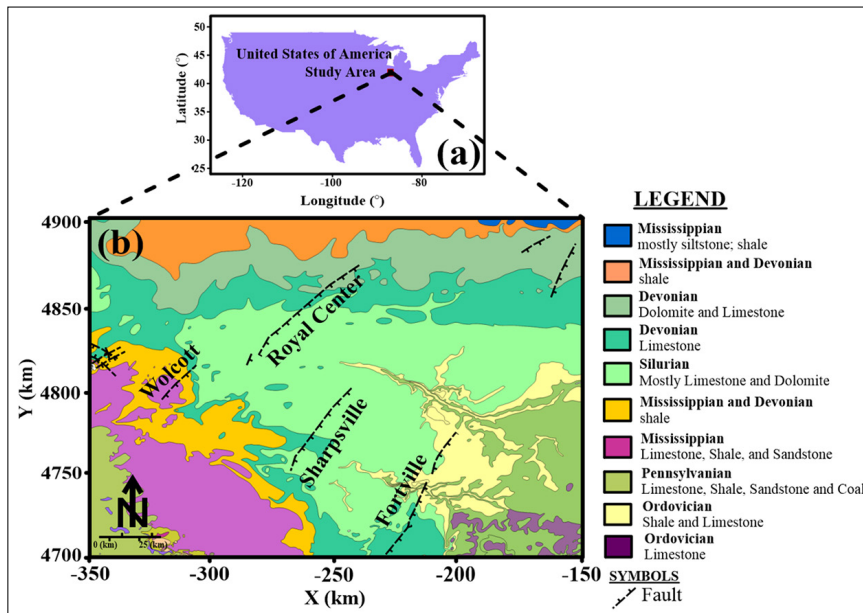 50
45
40
35
30
25
Latitude (°)
United States of America
Study Area
(a)
-120
-100
-80
Longitude (°)
4900
4850
4800
4750
4700
Y (km)
(b)
Royal Center
Wolcott
Sharpsville
Fortville
N
0 (km)
25 (km)
-350
-300
-250
-200
-150
X (km)
LEGEND
Mississippian
mostly siltstone; shale
Mississippian and Devonian
shale
Devonian
Dolomite and Limestone
Devonian
Limestone
Silurian
Mostly Limestone and Dolomite
Mississippian and Devonian
shale
Mississippian
Limestone, Shale, and Sandstone
Pennsylvanian
Limestone, Shale, Sandstone and Coal
Ordovician
Shale and Limestone
Ordovician
Limestone
SYMBOLS
Fault